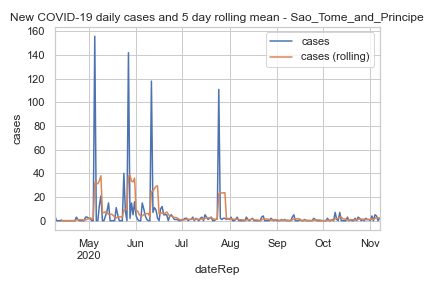 New COVID-19 daily cases and 5 day rolling mean - Sao_Tome_and_Principe
160
140
120
100
80
60
40
20
0
cases
cases
cases (rolling)
May
2020
Jun
Jul
Aug
Sep
Oct
Nov
dateRep